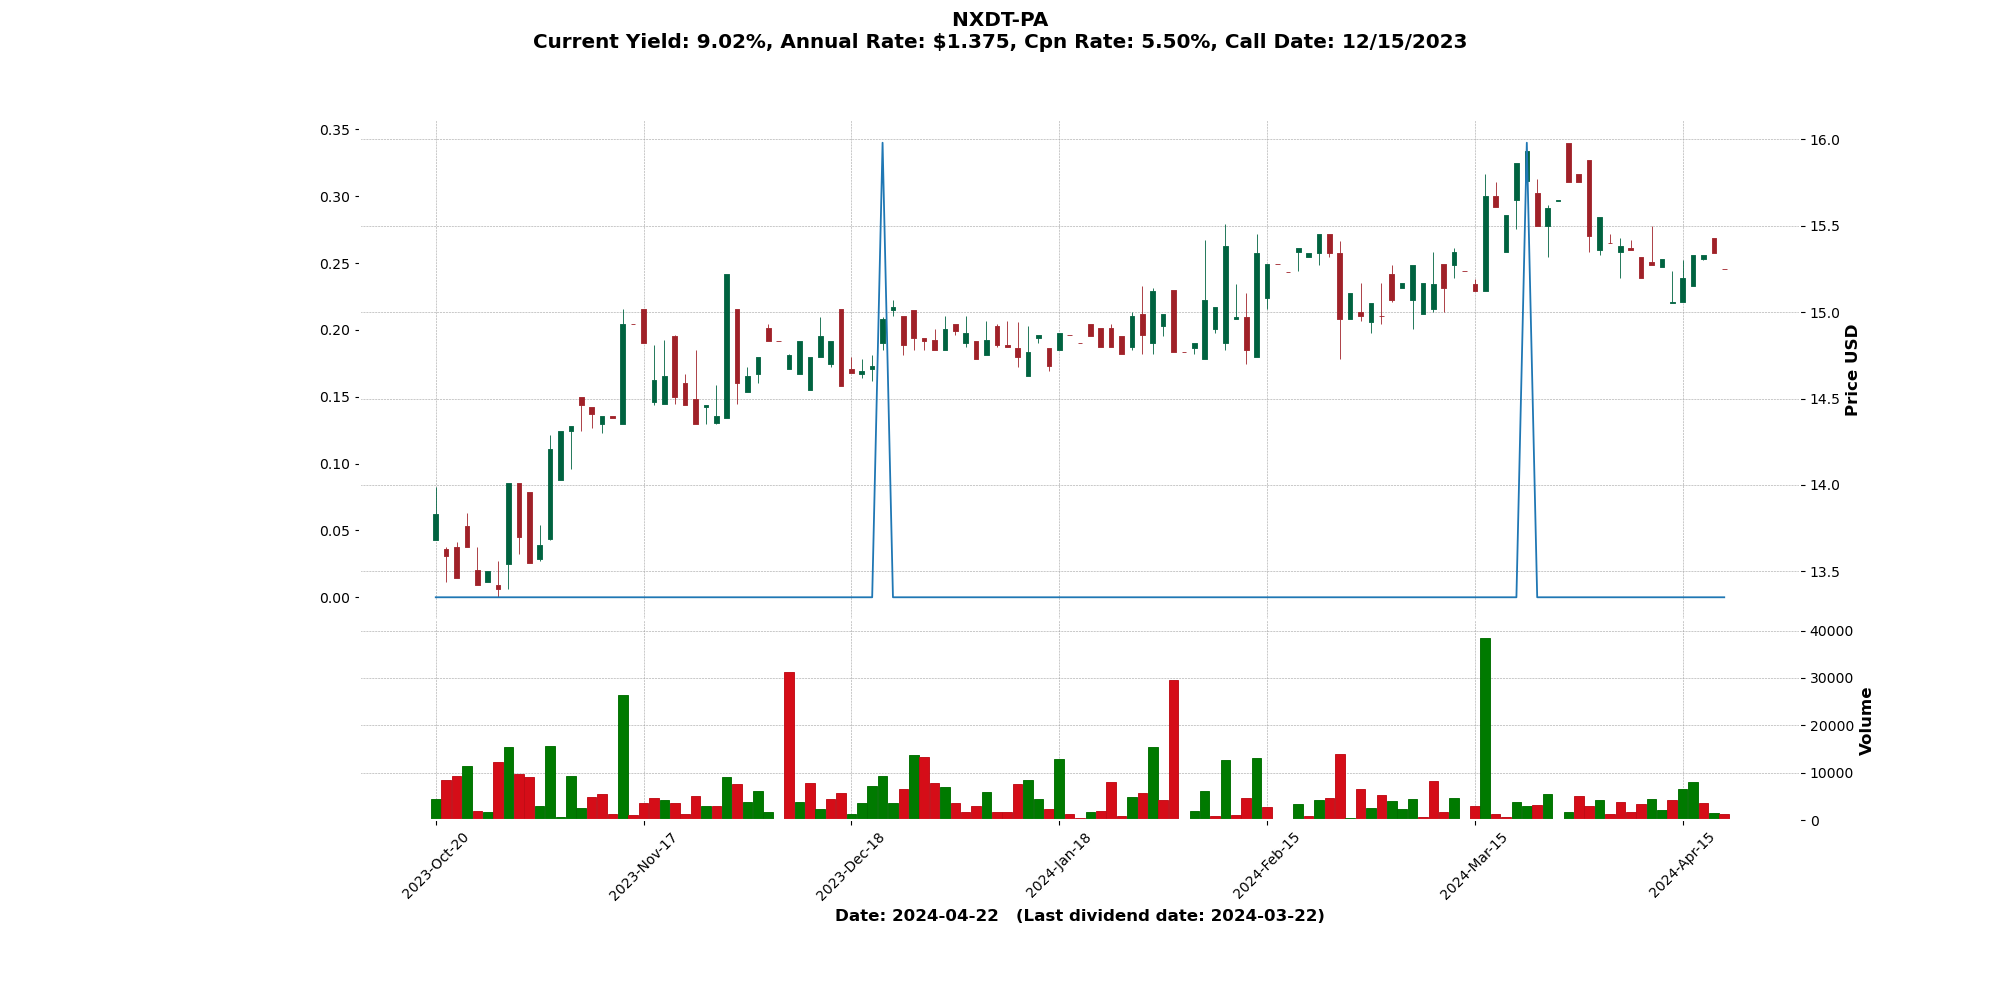 NXDT-PA
Current Yield: 9.02%, Annual Rate: $1.375, Cpn Rate: 5.50%, Call Date: 12/15/2023
0.35
0.30
0.25
0.20
0.15
0.10
0.05
0.00
16.0
15.5
15.0
14.5
14.0
13.5
Price USD
40000
30000
20000
10000
0
Volume
2023-Oct-20
2023-Nov-17
2023-Dec-18
2024-Jan-18
2024-Feb-15
2024-Mar-15
2024-Apr-15
Date: 2024-04-22 (Last dividend date: 2024-03-22)